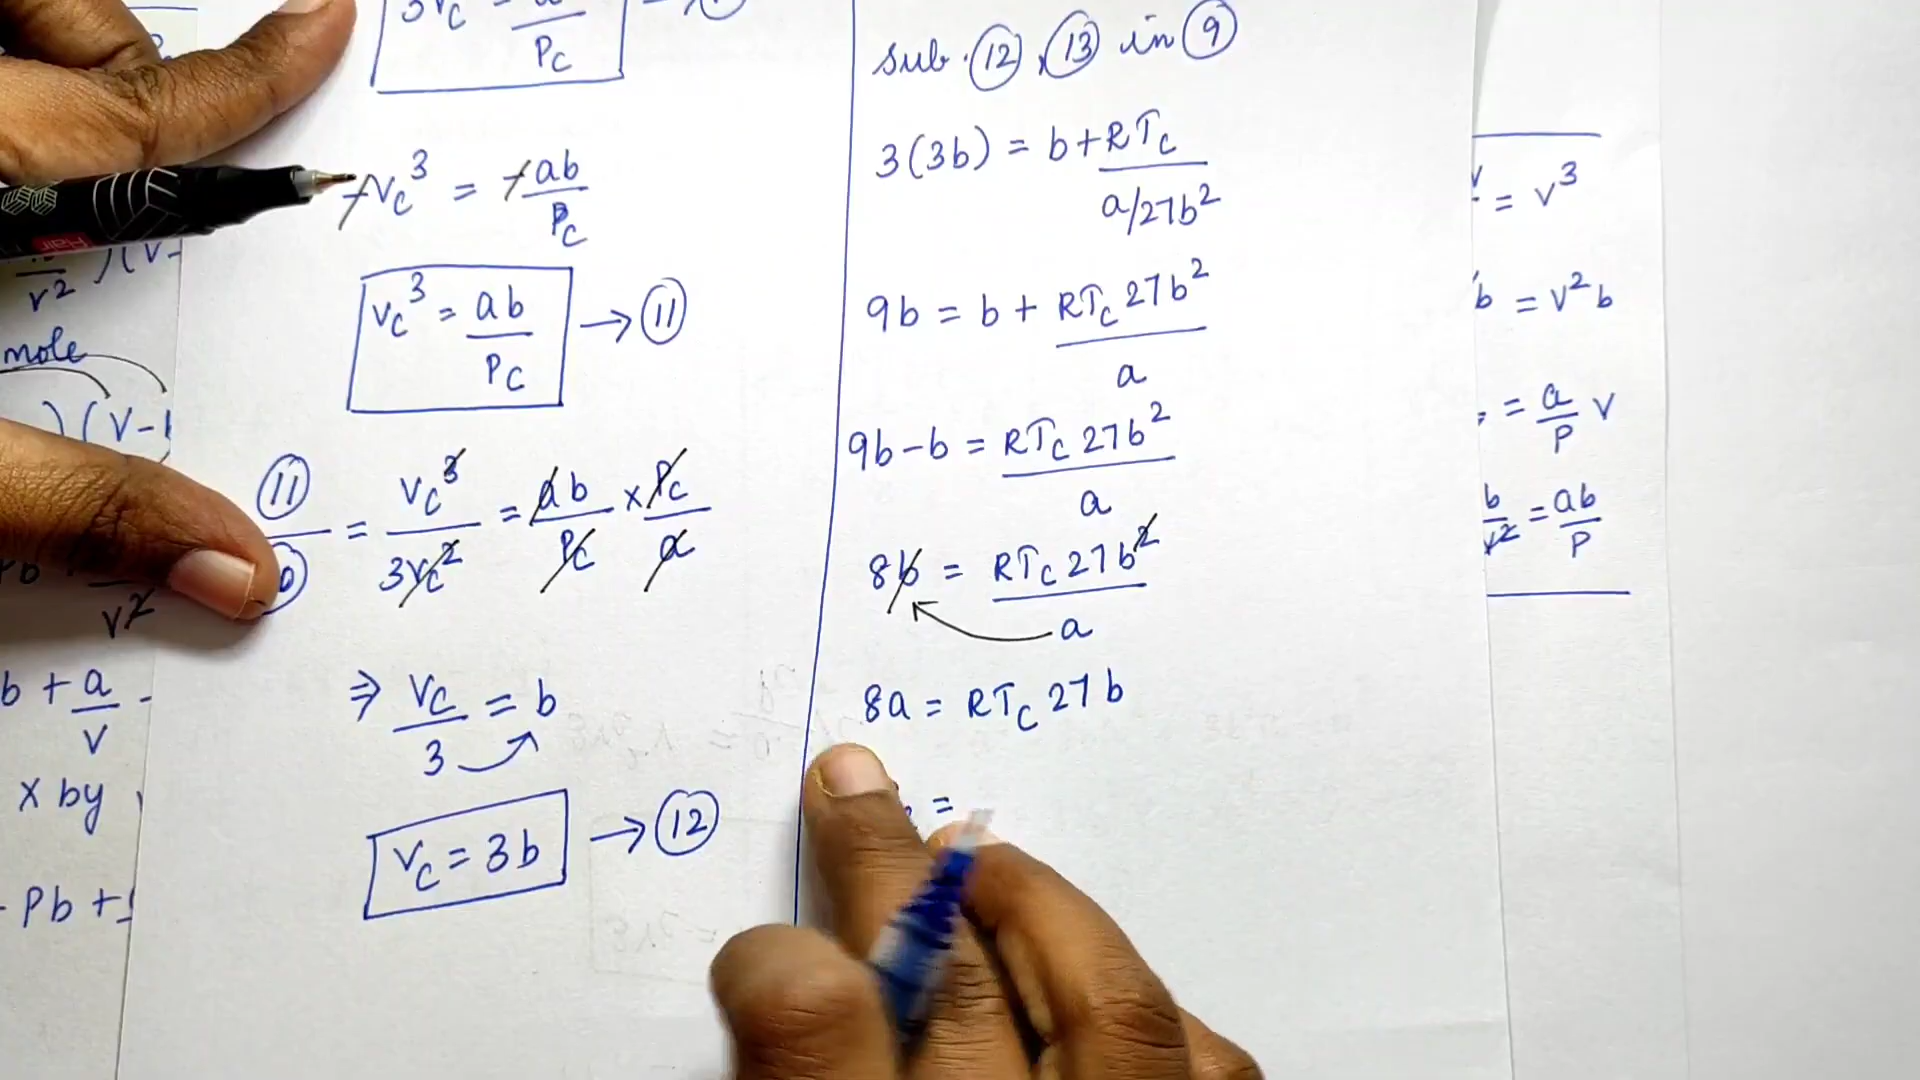 3Vc = a/Pc
-Vc³ = -ab/Pc
Vc³ = ab/Pc → (11)
(11)/ = Vc³/3Vc² = ab/Pc × Pc/a
⇒ Vc/3 = b
Vc = 3b → (12)
sub. (12), (13) in (9)
3(3b) = b + RTc/a/27b²
9b = b + RTc 27b²/a
9b-b = RTc 27b²/a
8b = RTc 27b²/a
8a = RTc 27b
=
= V³
b = V²b
= a/P V
b/V² = ab/P
V²
mole
)(V-
b + a/V -
x by
- Pb +